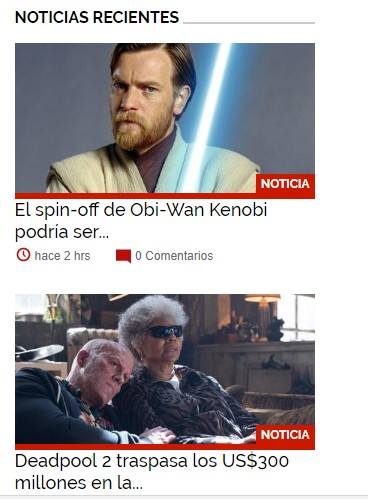 NOTICIAS RECIENTES
NOTICIA
El spin-off de Obi-Wan Kenobi
podría ser...
hace 2 hrs 0 Comentarios
NOTICIA
Deadpool 2 traspasa los US$300
millones en la...